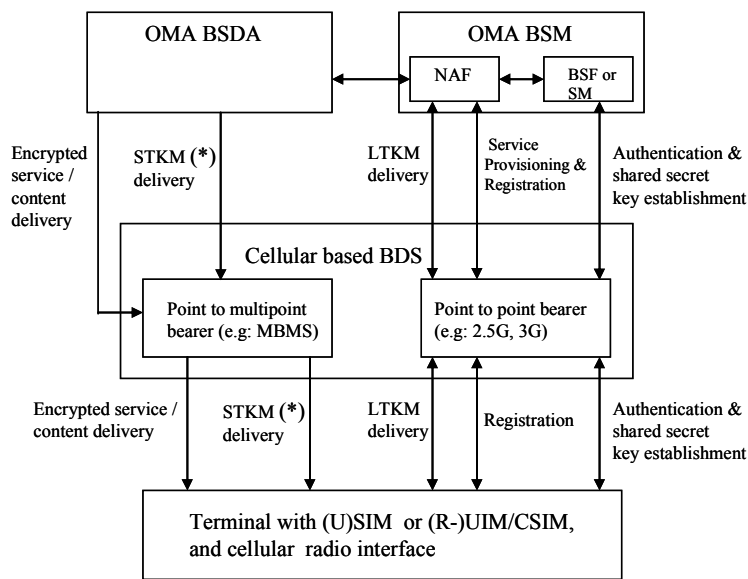 OMA BSDA
OMA BSM
NAF
BSF or
SM
Encrypted
service /
content
delivery
STKM (*)
delivery
LTKM
delivery
Service
Provisioning &
Registration
Authentication &
shared secret
key establishment
Cellular based BDS
Point to multipoint
bearer (e.g: MBMS)
Point to point bearer
(e.g: 2.5G, 3G)
Encrypted service /
content delivery
STKM (*)
delivery
LTKM
delivery
Registration
Authentication &
shared secret
key establishment
Terminal with (U)SIM or (R-)UIM/CSIM,
and cellular radio interface